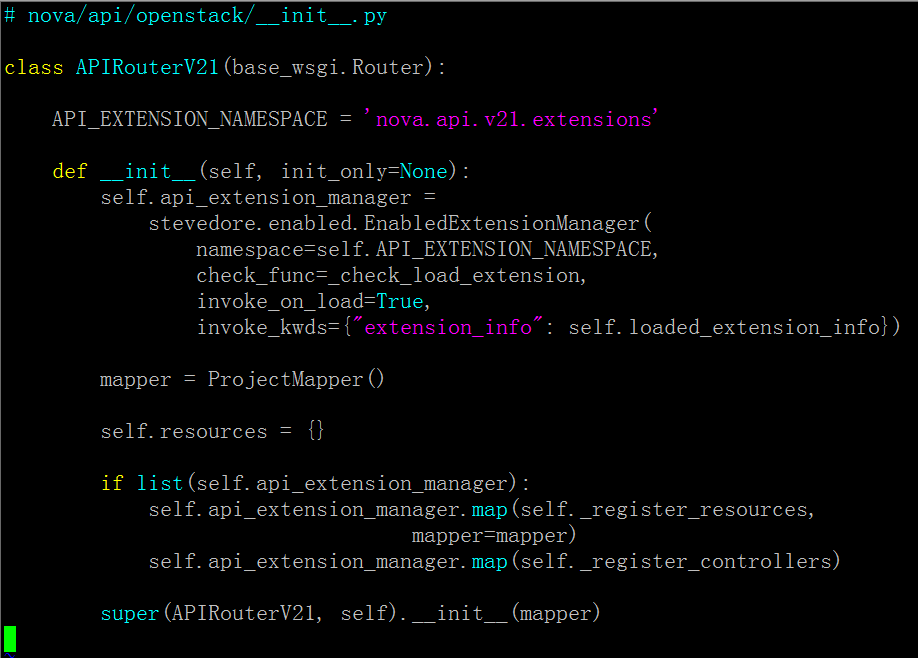 # nova/api/openstack/__init__.py
class APIRouterV21(base_wsgi.Router):
API_EXTENSION_NAMESPACE = 'nova.api.v21.extensions'
def __init__(self, init_only=None):
self.api_extension_manager =
stevedore.enabled.EnabledExtensionManager(
namespace=self.API_EXTENSION_NAMESPACE,
check_func=_check_load_extension,
invoke_on_load=True,
invoke_kwds={"extension_info": self.loaded_extension_info})
mapper = ProjectMapper()
self.resources = {}
if list(self.api_extension_manager):
self.api_extension_manager.map(self._register_resources,
mapper=mapper)
self.api_extension_manager.map(self._register_controllers)
super(APIRouterV21, self).__init__(mapper)